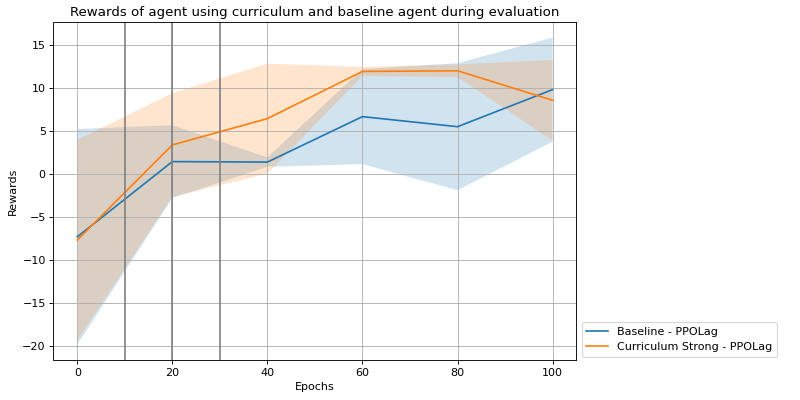 Rewards of agent using curriculum and baseline agent during evaluation
15
10
5
0
−5
−10
−15
−20
Rewards
0 20 40 60 80 100
Epochs
Baseline - PPOLag
Curriculum Strong - PPOLag